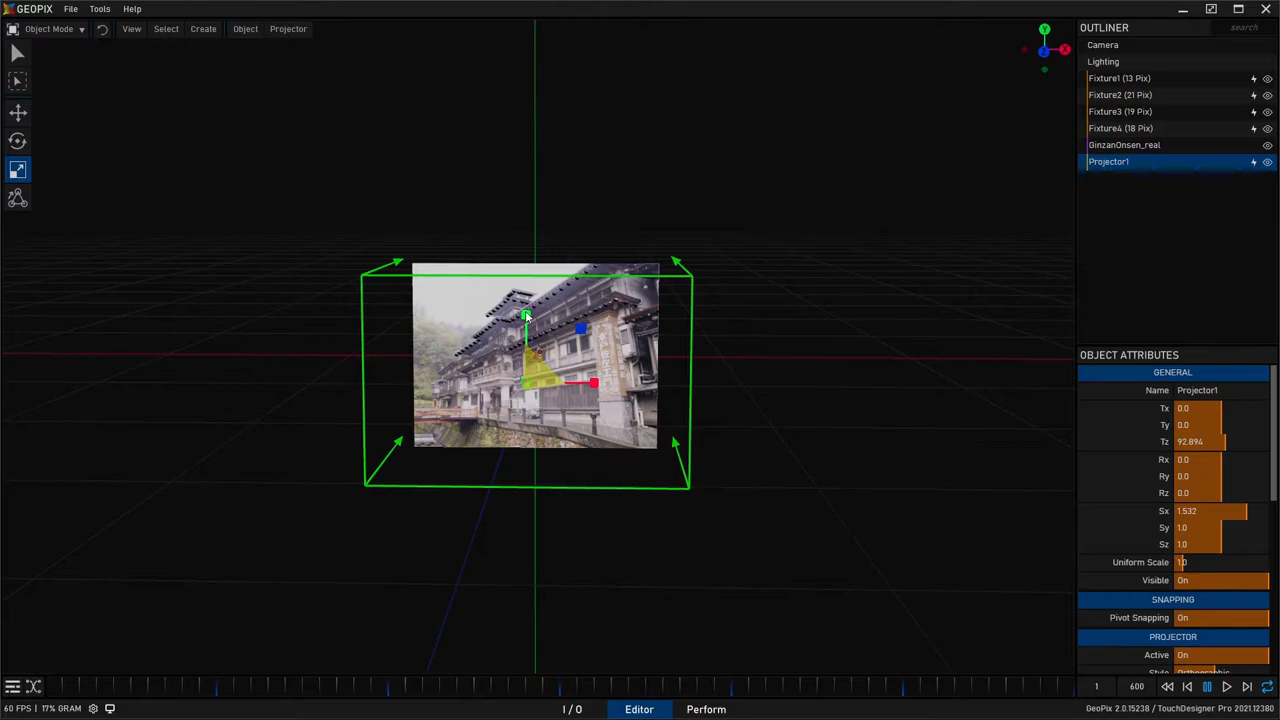 GEOPIX File Tools Help
Object Mode View Select Create Object Projector
OUTLINER search
Camera
Lighting
Fixture1 (13 Pix)
Fixture2 (21 Pix)
Fixture3 (19 Pix)
Fixture4 (18 Pix)
GinzanOnsen_real
Projector1
Y
Z X
OBJECT ATTRIBUTES
GENERAL
Name Projector1
Tx 0.0
Ty 0.0
Tz 92.894
Rx 0.0
Ry 0.0
Rz 0.0
Sx 1.532
Sy 1.0
Sz 1.0
Uniform Scale 1.0
Visible On
SNAPPING
Pivot Snapping On
PROJECTOR
Active On
Style Orthographic
1 600
60 FPS | 17% GRAM I / O Editor Perform GeoPix 2.0.15238 / TouchDesigner Pro 2021.12380